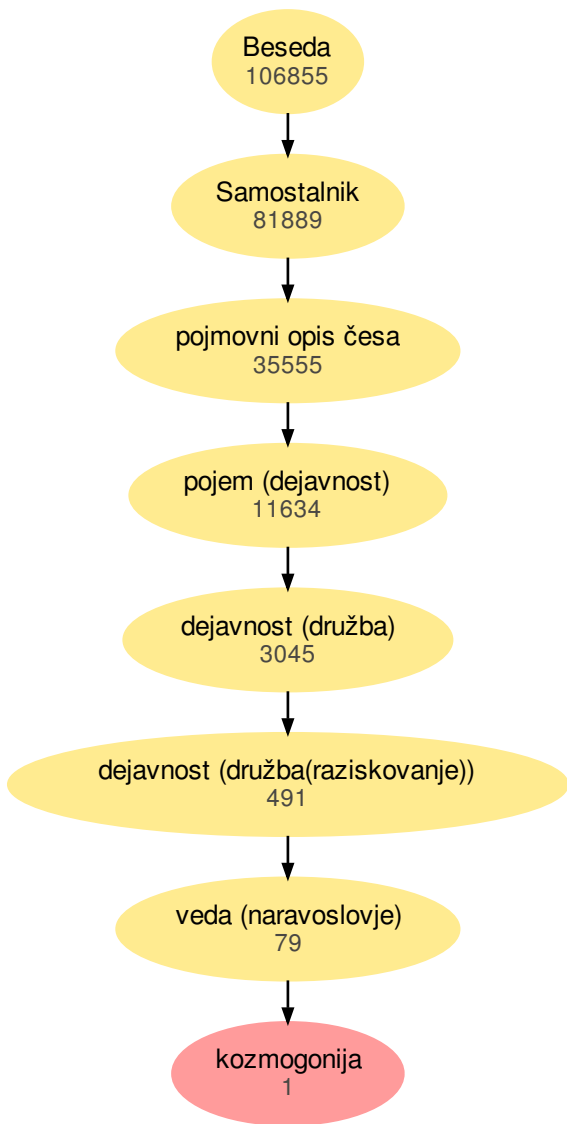 Beseda
106855
Samostalnik
81889
pojmovni opis česa
35555
pojem (dejavnost)
11634
dejavnost (družba)
3045
dejavnost (družba(raziskovanje))
491
veda (naravoslovje)
79
kozmogonija
1